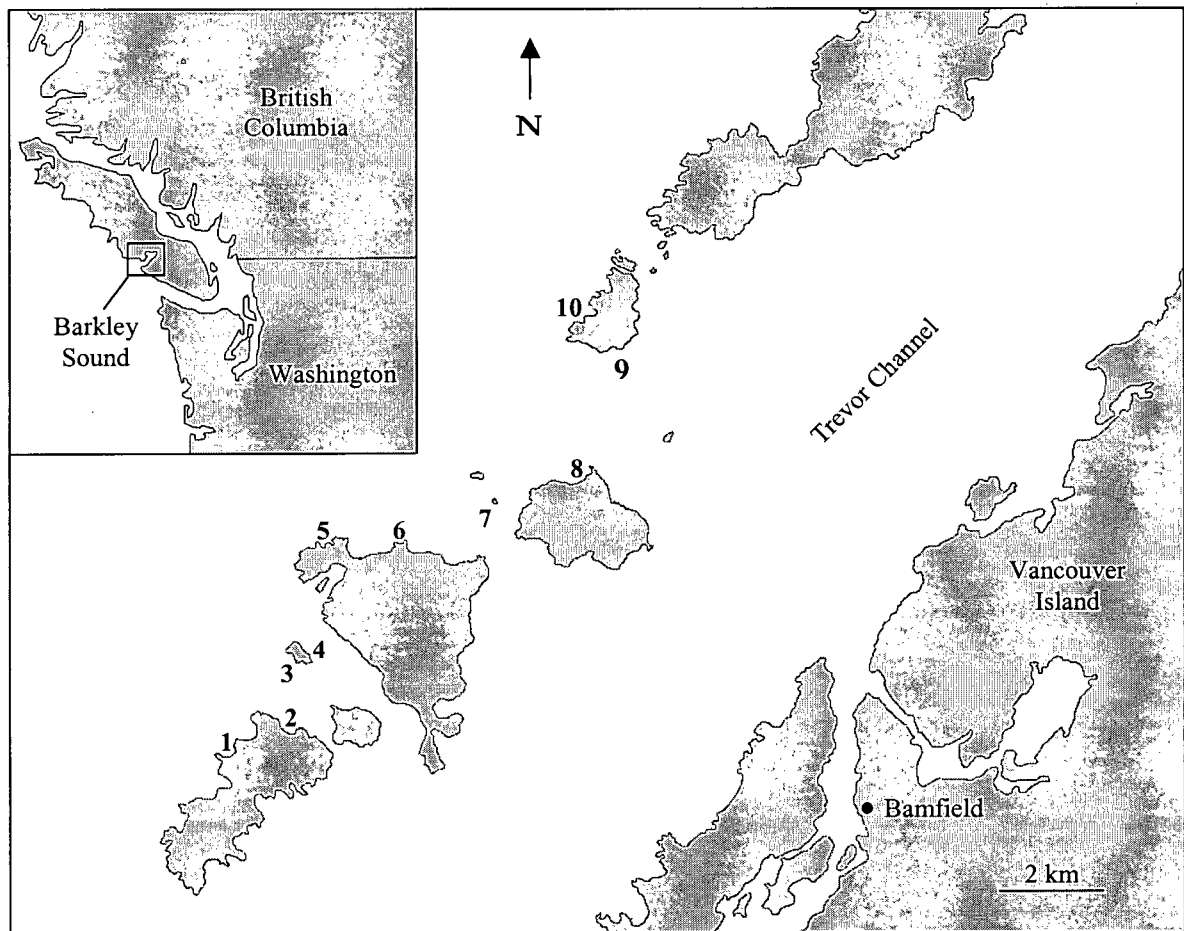 British
Columbia
Barkley
Sound
Washington
N
10
9
Trevor Channel
8
7
5
6
Vancouver
Island
4
3
2
1
Bamfield
2 km